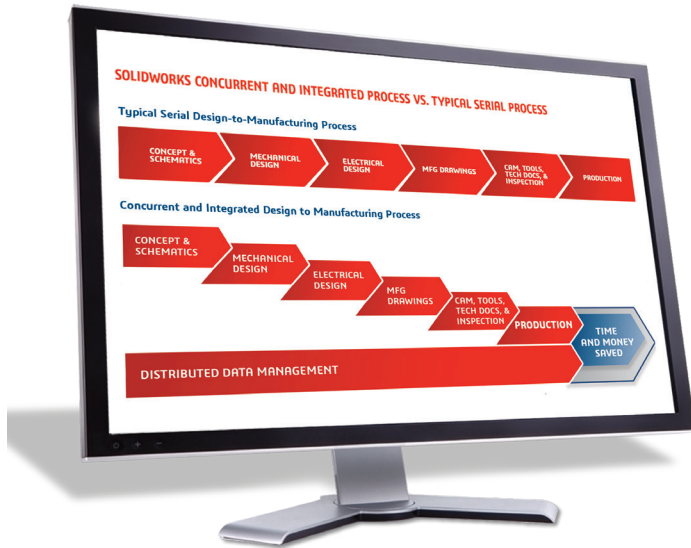 SOLIDWORKS CONCURRENT AND INTEGRATED PROCESS VS. TYPICAL SERIAL PROCESS
Typical Serial Design-to-Manufacturing Process
CONCEPT &
SCHEMATICS
MECHANICAL
DESIGN
ELECTRICAL
DESIGN
MFG DRAWINGS
CAM, TOOLS,
TECH DOCS, &
INSPECTION
PRODUCTION
Concurrent and Integrated Design to Manufacturing Process
CONCEPT &
SCHEMATICS
MECHANICAL
DESIGN
ELECTRICAL
DESIGN
MFG
DRAWINGS
CAM, TOOLS,
TECH DOCS, &
INSPECTION
PRODUCTION
TIME
AND MONEY
SAVED
DISTRIBUTED DATA MANAGEMENT